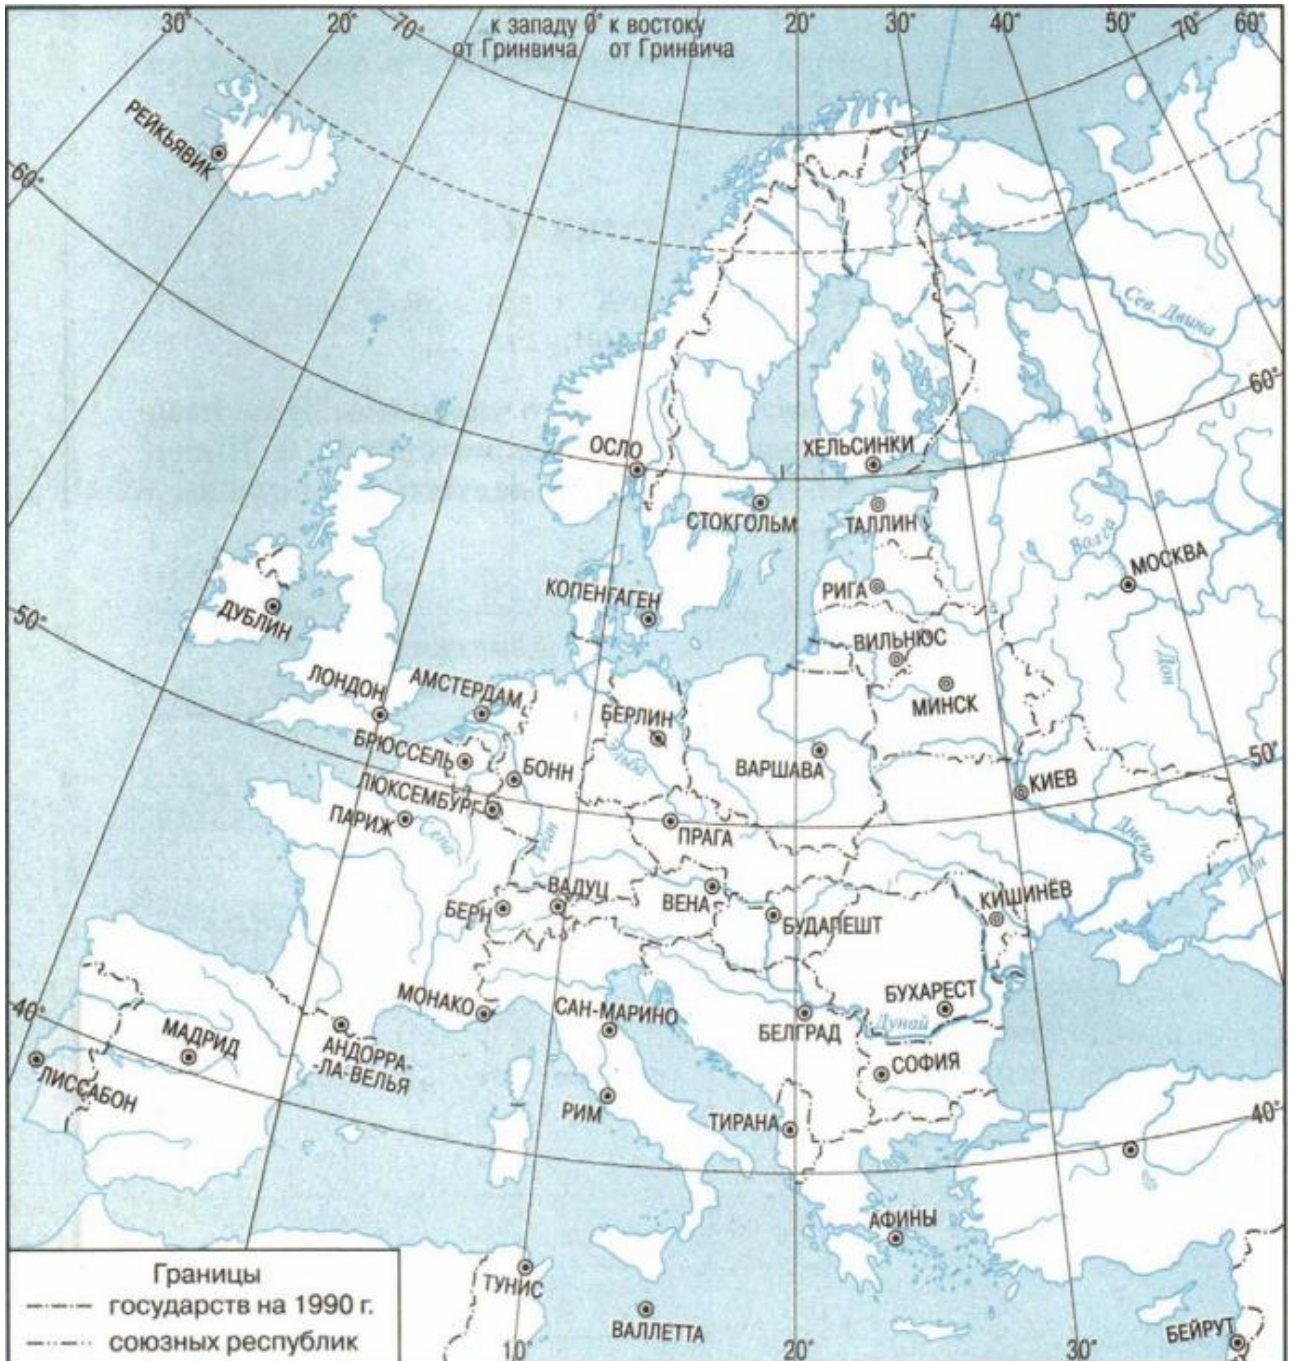 30°
20°
70°
к западу 0° к востоку
от Гринвича от Гринвича
20°
30°
50°
70°
60°
РЕЙКЬЯВИК
60°
Сев. Двина
60°
ОСЛО
ХЕЛЬСИНКИ
СТОКГОЛЬМ
ТАЛЛИН
Волга
МОСКВА
КОПЕНГАГЕН
РИГА
ДУБЛИН
50°
ВИЛЬНЮС
Дон
ЛОНДОН
АМСТЕРДАМ
МИНСК
БЕРЛИН
БРЮССЕЛЬ
Эльба
ВАРШАВА
50°
БОНН
КИЕВ
ЛЮКСЕМБУРГ
ПАРИЖ
Сена
Рейн
ПРАГА
Днепр
Дон
ВАДУЦ
БЕРН
ВЕНА
БУДАПЕШТ
КИШИНЁВ
МОНАКО
САН-МАРИНО
БЕЛГРАД
БУХАРЕСТ
Дунай
40°
МАДРИД
АНДОРРА-
-ЛА-ВЕЛЬЯ
СОФИЯ
ЛИССАБОН
РИМ
ТИРАНА
40°
АФИНЫ
ТУНИС
ВАЛЛЕТТА
БЕЙРУТ
10°
20°
30°
Границы
государств на 1990 г.
союзных республик